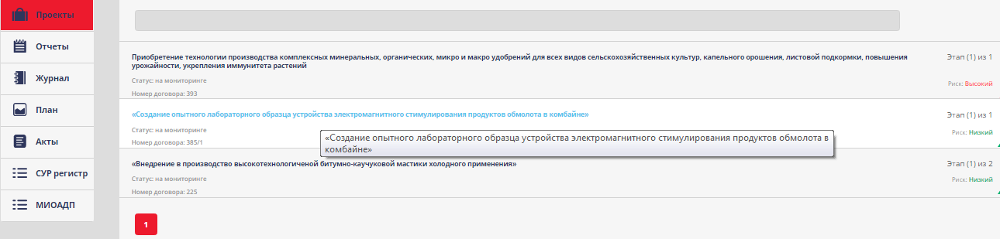 Проекты
Отчеты
Журнал
План
Акты
СУР регистр
МИОАДП
Приобретение технологии производства комплексных минеральных, органических, микро и макро удобрений для всех видов сельскохозяйственных культур, капельного орошения, листовой подкормки, повышения
урожайности, укрепления иммунитета растений
Этап (1) из 1
Статус: на мониторинге
Риск: Высокий
Номер договора: 393
«Создание опытного лабораторного образца устройства электромагнитного стимулирования продуктов обмолота в комбайне»
Этап (1) из 1
Статус: на мониторинге
Риск: Низкий
Номер договора: 385/1
«Создание опытного лабораторного образца устройства электромагнитного стимулирования продуктов обмолота в
комбайне»
«Внедрение в производство высокотехнологиченой битумно-каучуковой мастики холодного применения»
Этап (1) из 2
Статус: на мониторинге
Риск: Низкий
Номер договора: 225
1